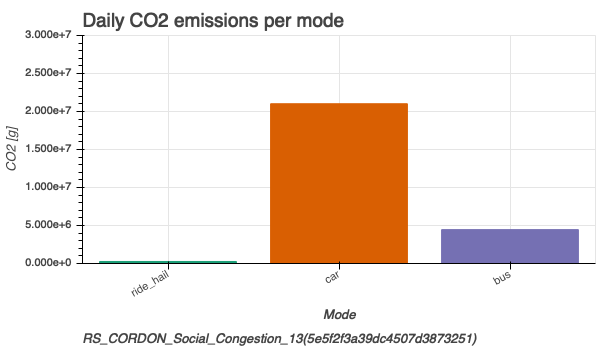 Daily CO2 emissions per mode
3.000e+7
2.500e+7
2.000e+7
1.500e+7
1.000e+7
5.000e+6
0.000e+0
CO2 [g]
ride_hail
car
bus
Mode
RS_CORDON_Social_Congestion_13(5e5f2f3a39dc4507d3873251)